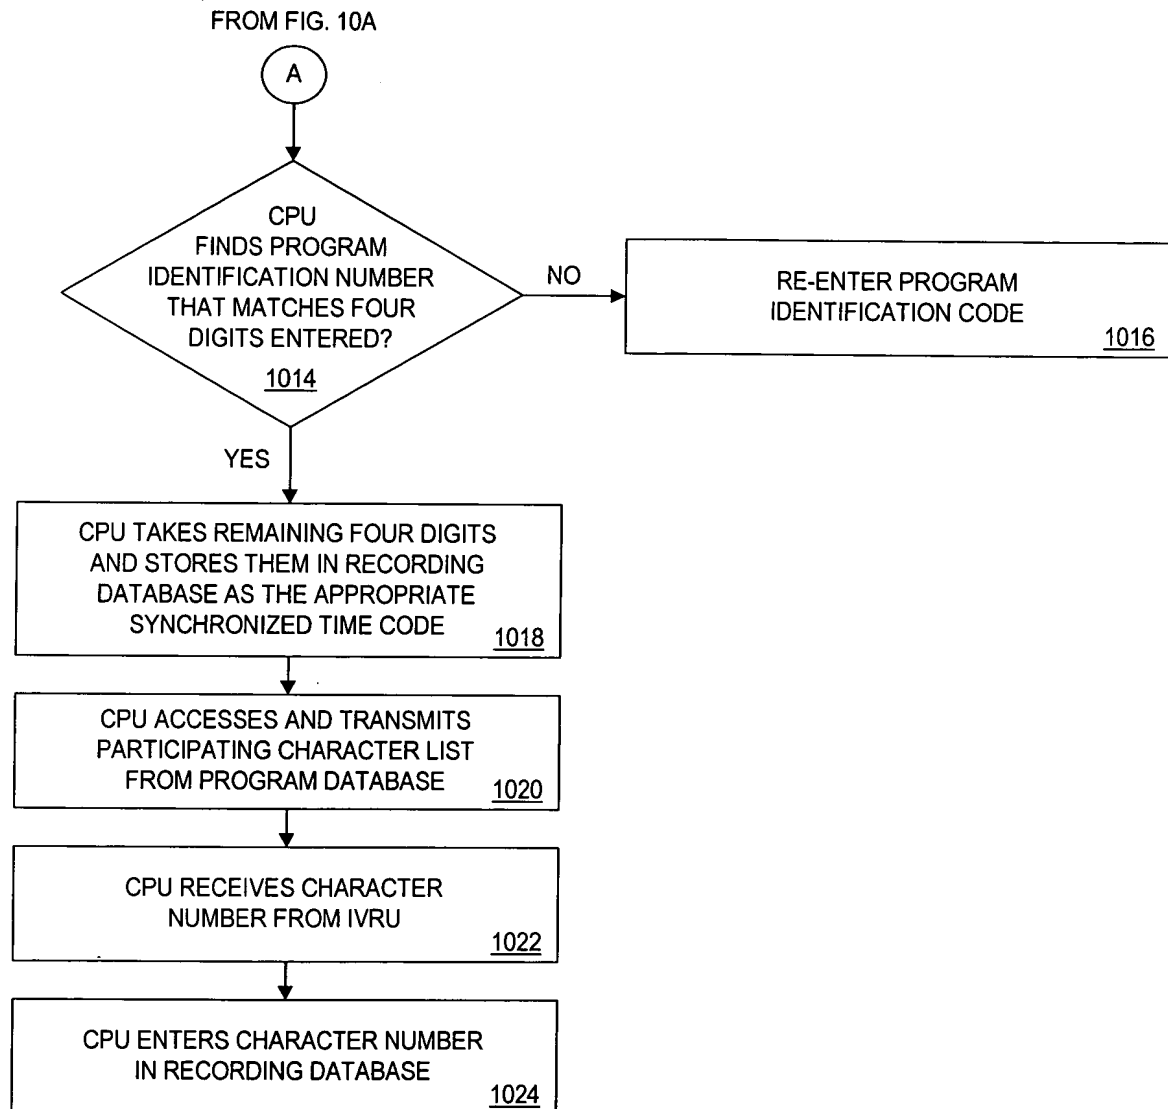 FROM FIG. 10A
A
CPU
FINDS PROGRAM
IDENTIFICATION NUMBER
THAT MATCHES FOUR
DIGITS ENTERED?
1014
NO
RE-ENTER PROGRAM
IDENTIFICATION CODE
1016
YES
CPU TAKES REMAINING FOUR DIGITS
AND STORES THEM IN RECORDING
DATABASE AS THE APPROPRIATE
SYNCHRONIZED TIME CODE
1018
CPU ACCESSES AND TRANSMITS
PARTICIPATING CHARACTER LIST
FROM PROGRAM DATABASE
1020
CPU RECEIVES CHARACTER
NUMBER FROM IVRU
1022
CPU ENTERS CHARACTER NUMBER
IN RECORDING DATABASE
1024